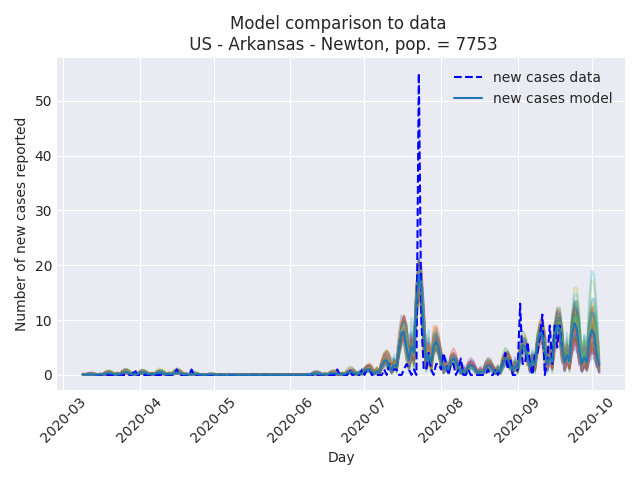 Model comparison to data
US - Arkansas - Newton, pop. = 7753
new cases data
new cases model
Number of new cases reported
50
40
30
20
10
0
2020-03
2020-04
2020-05
2020-06
2020-07
2020-08
2020-09
2020-10
Day